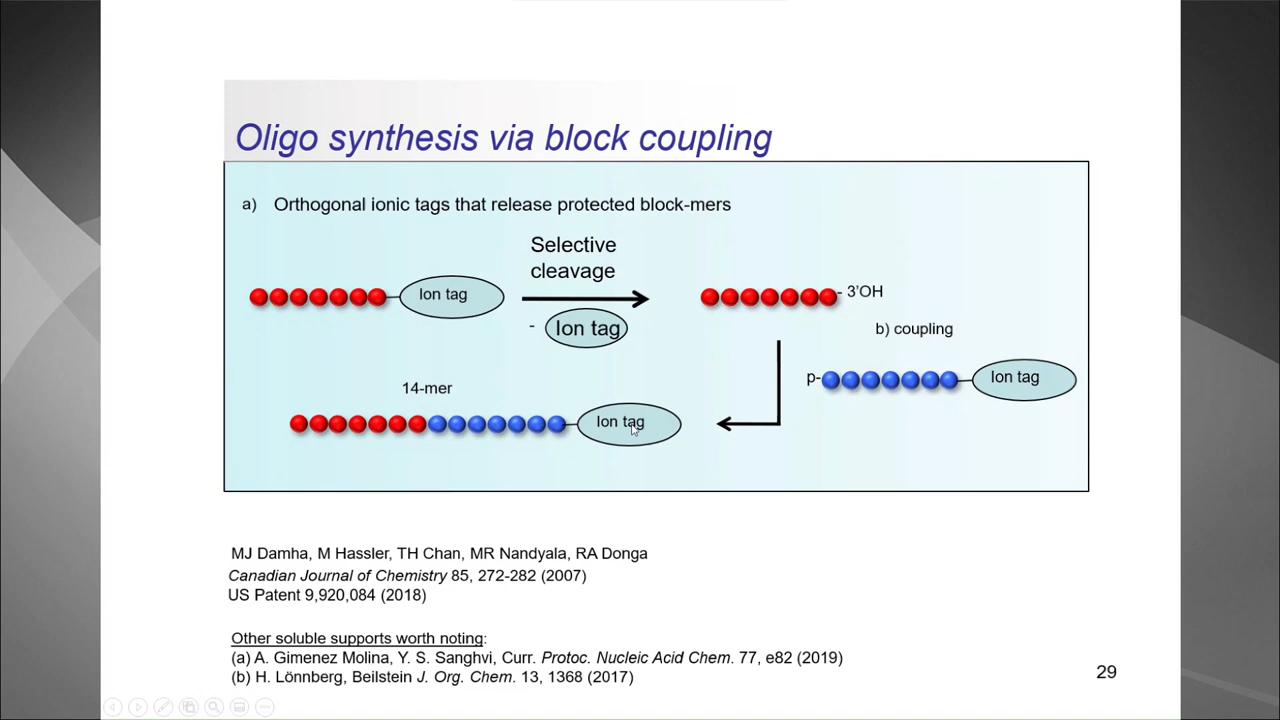 Oligo synthesis via block coupling
a) Orthogonal ionic tags that release protected block-mers
Selective
cleavage
Ion tag
- Ion tag
- 3'OH
b) coupling
p-
Ion tag
14-mer
Ion tag
MJ Damha, M Hassler, TH Chan, MR Nandyala, RA Donga
Canadian Journal of Chemistry 85, 272-282 (2007)
US Patent 9,920,084 (2018)
Other soluble supports worth noting:
(a) A. Gimenez Molina, Y. S. Sanghvi, Curr. Protoc. Nucleic Acid Chem. 77, e82 (2019)
(b) H. Lönnberg, Beilstein J. Org. Chem. 13, 1368 (2017)
29